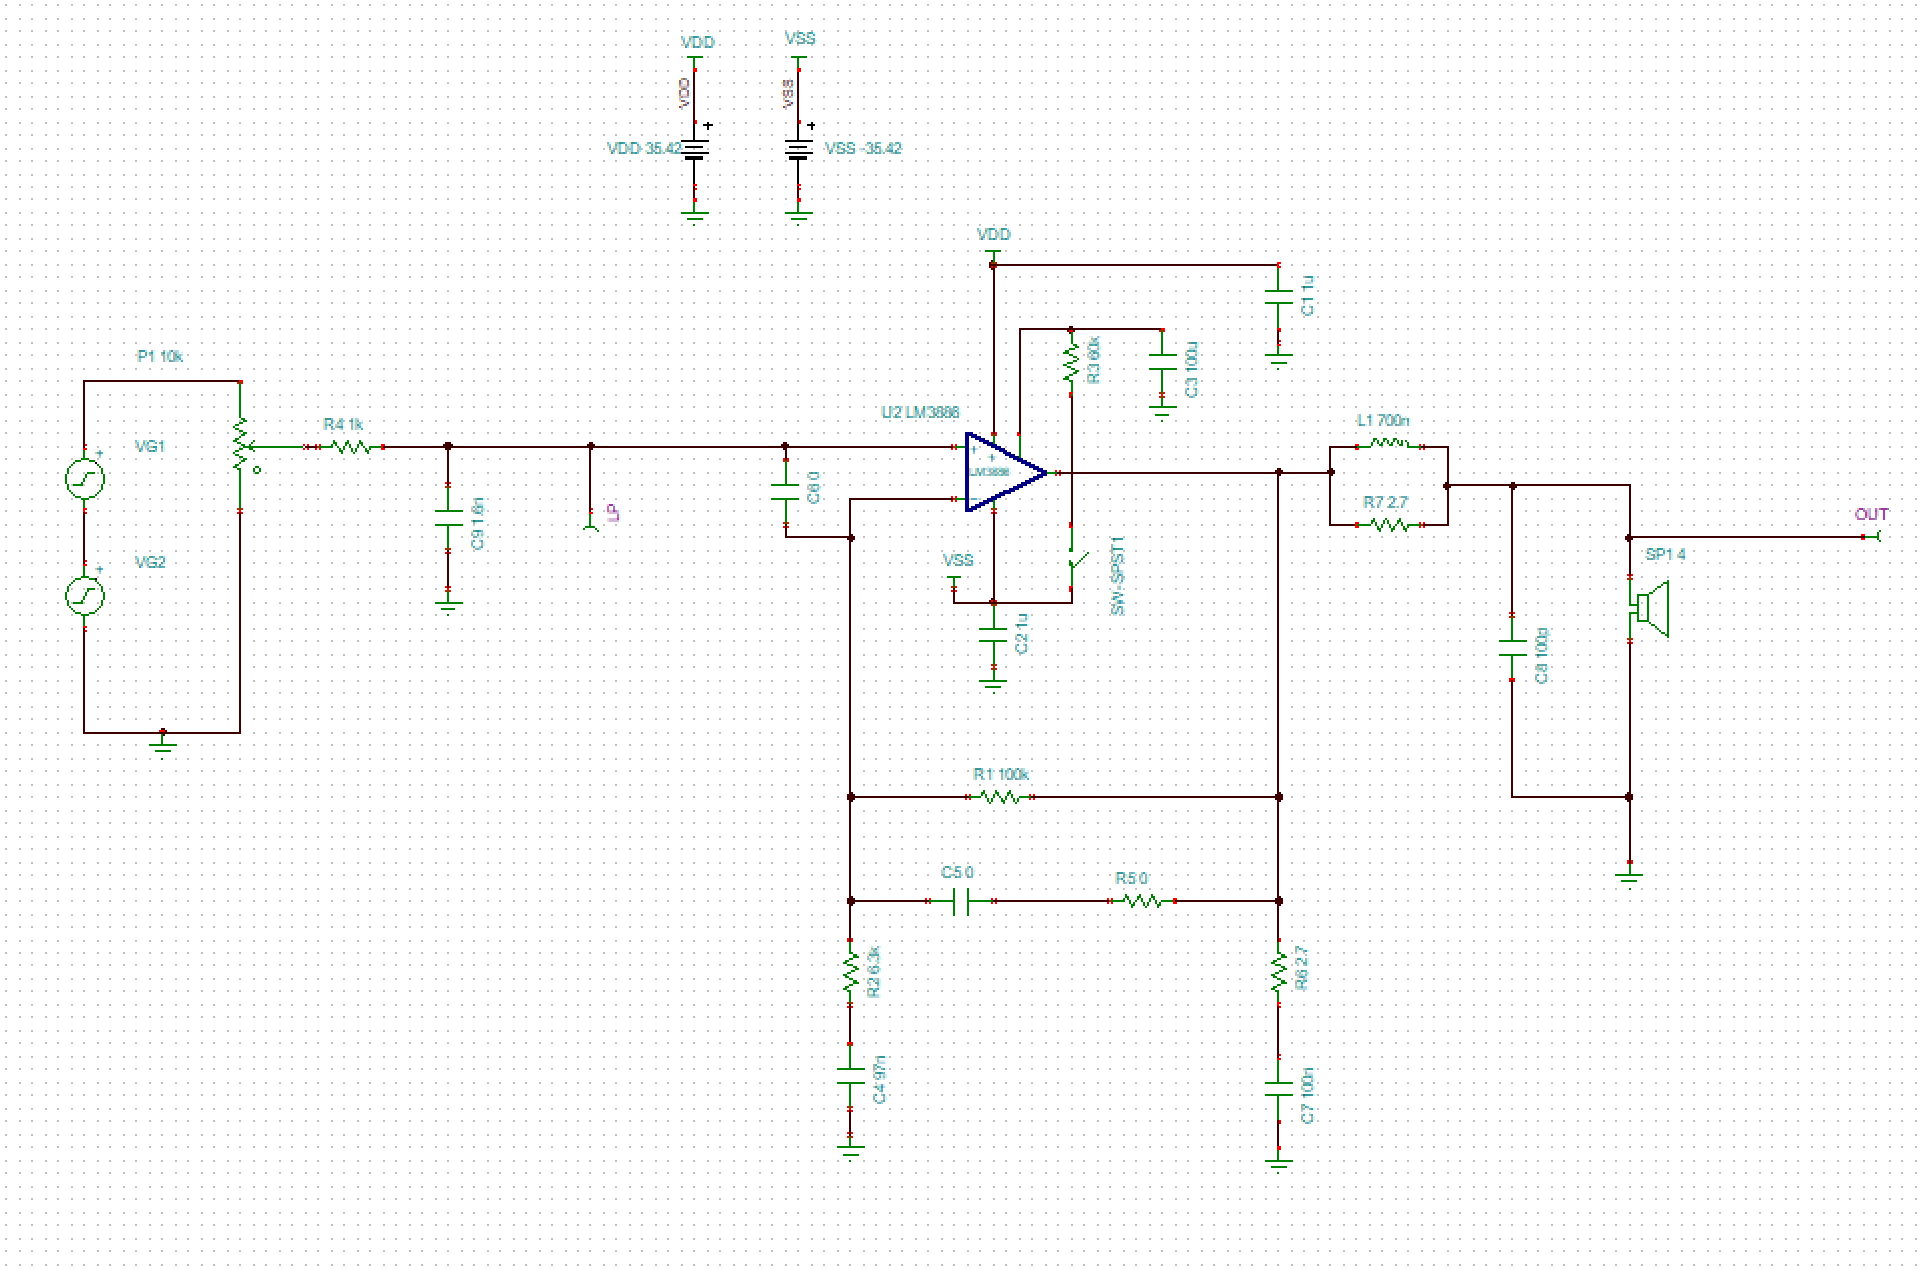 VDD
VSS
VDD
VSS
VDD 35.42
VSS -35.42
VDD
C1 1u
P1 10k
R3 60k
C3 100u
U2 LM3886
R4 1k
VG1
L1 700n
LM3886
C6 0
R7 2.7
C9 1.6n
LP
OUT
VSS
SW-SPST1
SP1 4
VG2
C2 1u
C8 100p
R1 100k
C5 0
R5 0
R2 6.3k
R6 2.7
C4 97n
C7 100n